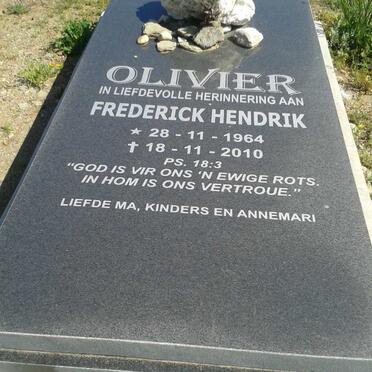 OLIVIER
IN LIEFDEVOLLE HERINNERING AAN
FREDERICK HENDRIK
★ 28 - 11 - 1964
✝ 18 - 11 - 2010
PS. 18:3
"GOD IS VIR ONS 'N EWIGE ROTS.
IN HOM IS ONS VERTROUE."
LIEFDE MA, KINDERS EN ANNEMARI